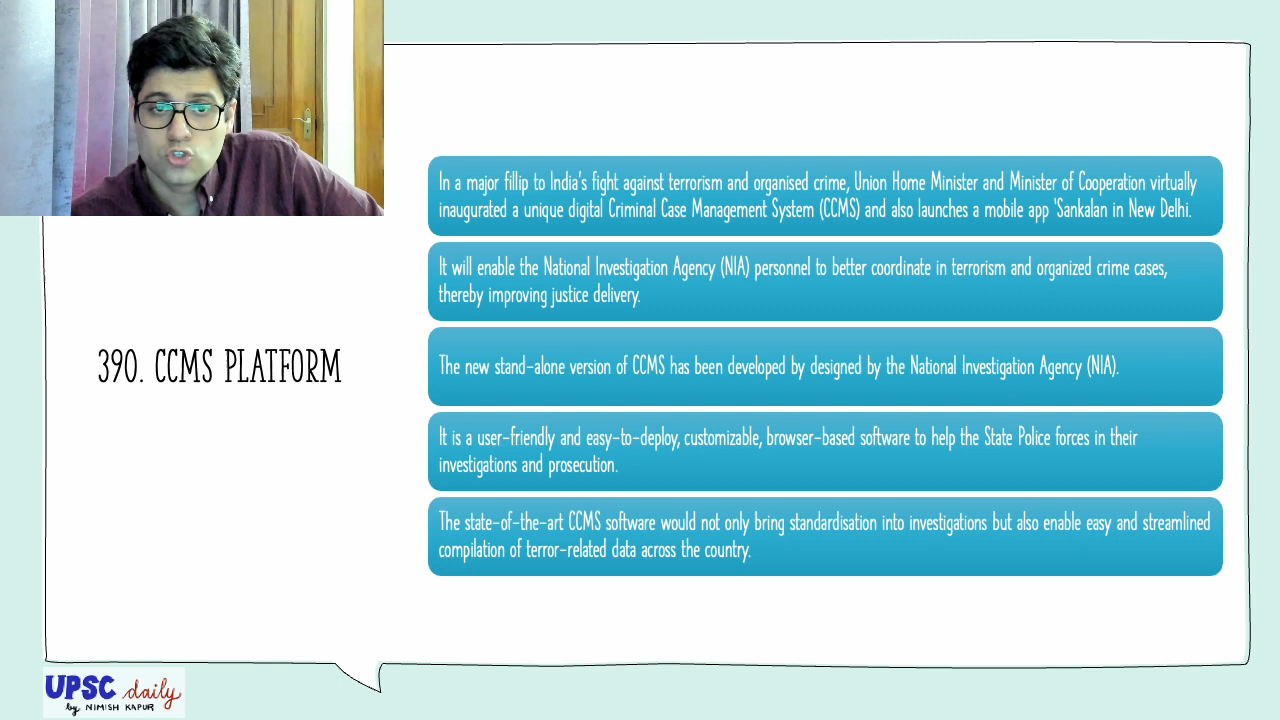 In a major fillip to India's fight against terrorism and organised crime, Union Home Minister and Minister of Cooperation virtually
inaugurated a unique digital Criminal Case Management System (CCMS) and also launches a mobile app 'Sankalan in New Delhi.
It will enable the National Investigation Agency (NIA) personnel to better coordinate in terrorism and organized crime cases,
thereby improving justice delivery.
390. CCMS PLATFORM
The new stand-alone version of CCMS has been developed by designed by the National Investigation Agency (NIA).
It is a user-friendly and easy-to-deploy, customizable, browser-based software to help the State Police forces in their
investigations and prosecution.
The state-of-the-art CCMS software would not only bring standardisation into investigations but also enable easy and streamlined
compilation of terror-related data across the country.
UPSC daily
by NIMISH KAPUR